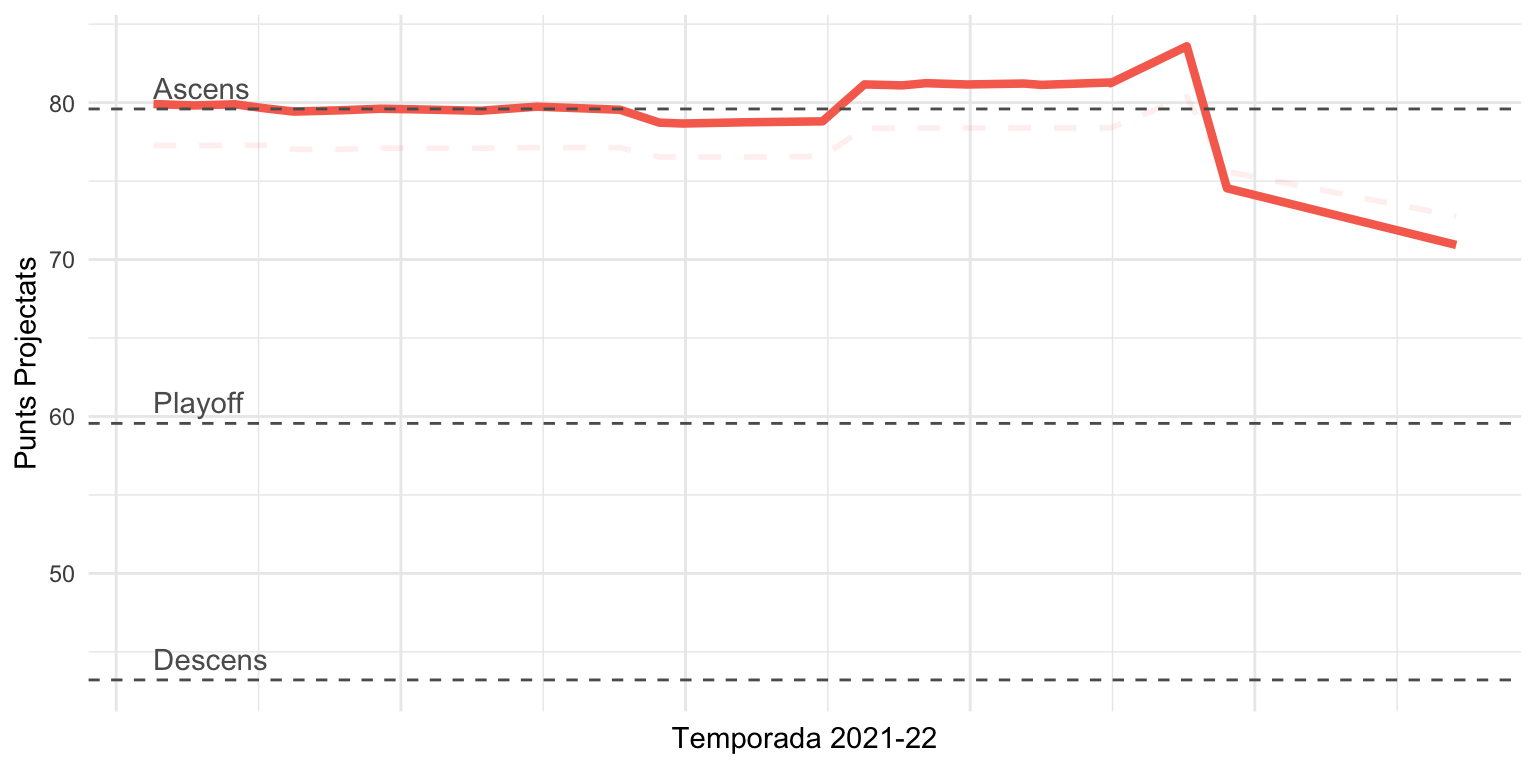 Ascens
80
70
Playoff
60
50
Descens
Punts Projectats
Temporada 2021-22